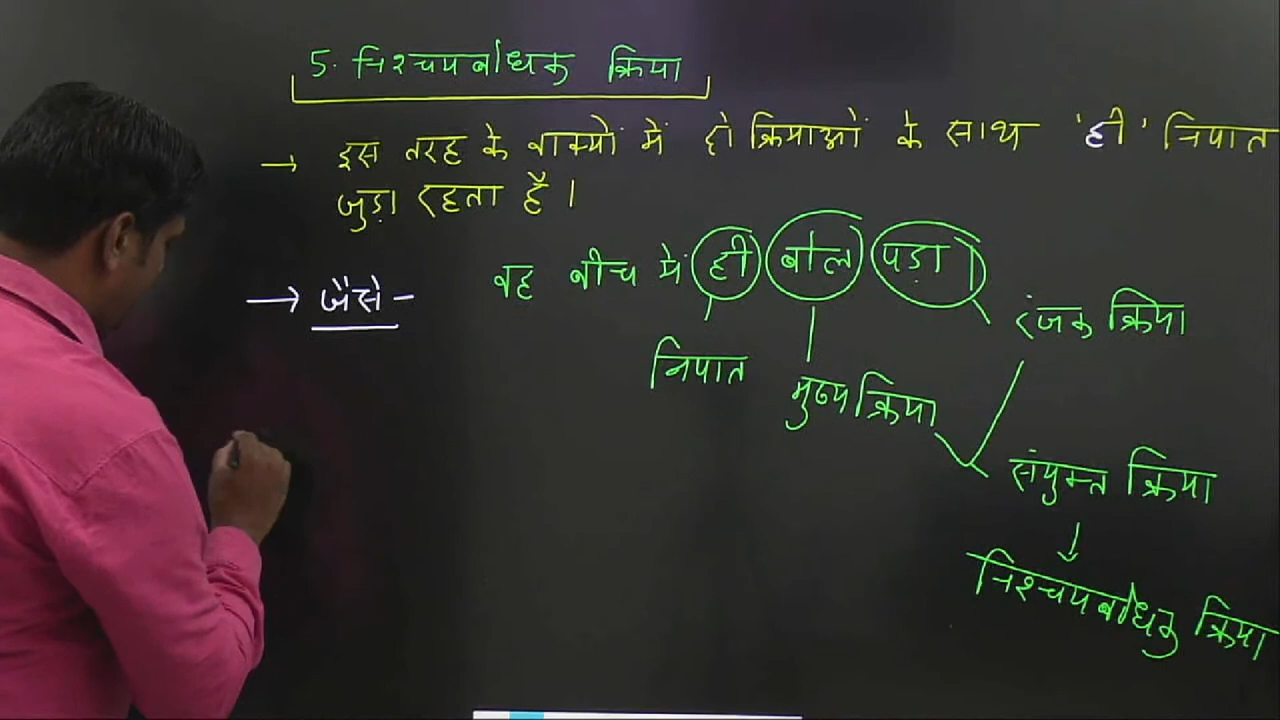 5. निश्चयबोधक क्रिया
→ इस तरह के वाक्यों में दो क्रियाओं के साथ 'ही' निपात
जुड़ा रहता है।
→ जैसे - वह बीच में ही बोल पड़ा।
निपात
मुख्य क्रिया
रंजक क्रिया
संयुक्त क्रिया
निश्चयबोधक क्रिया